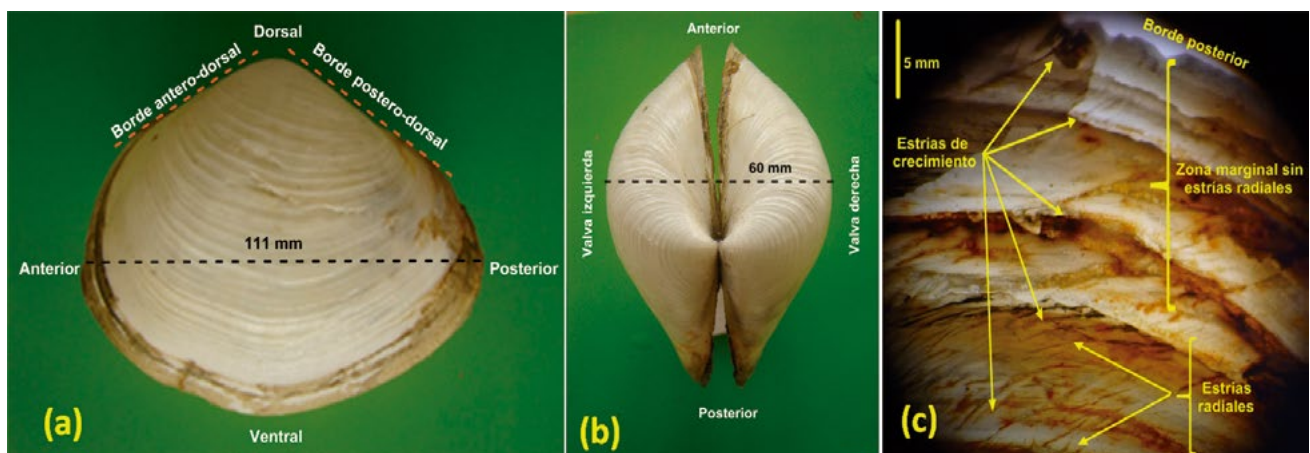 Dorsal
Borde antero-dorsal
Borde postero-dorsal
111 mm
Anterior
Posterior
Ventral
(a)
Anterior
Valva izquierda
60 mm
Valva derecha
Posterior
(b)
5 mm
Borde posterior
Estrías de
crecimiento
Zona marginal sin
estrías radiales
Estrías
radiales
(c)